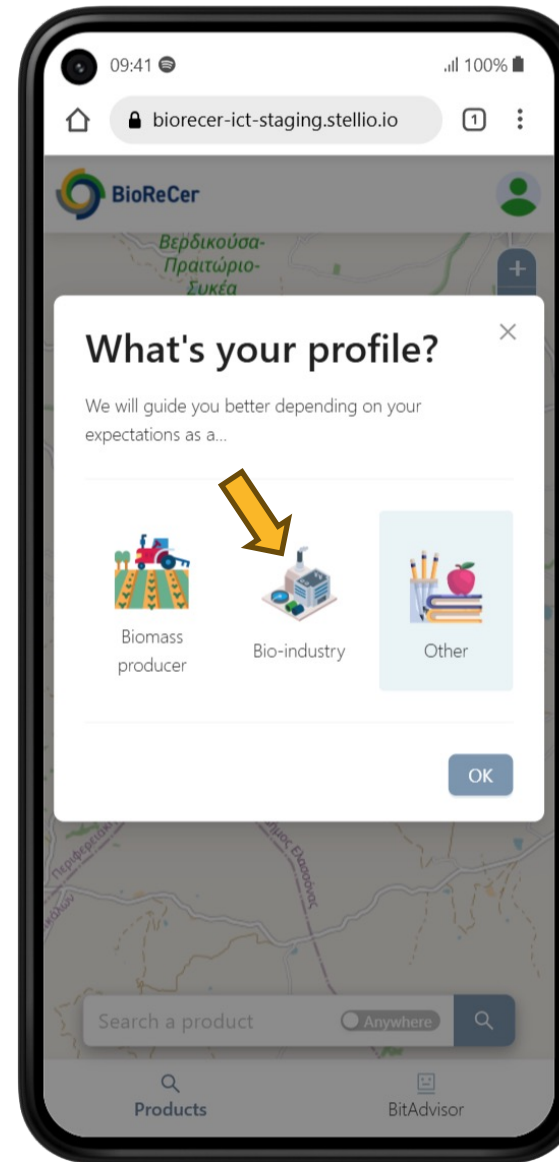 09:41
100%
biorecer-ict-staging.stellio.io
1
BioReCer
Βερδικούσα-
Πραιτώριο-
Συκέα
+
What's your profile?
We will guide you better depending on your
expectations as a...
Biomass
producer
Bio-industry
Other
OK
Search a product
Anywhere
Products
BitAdvisor